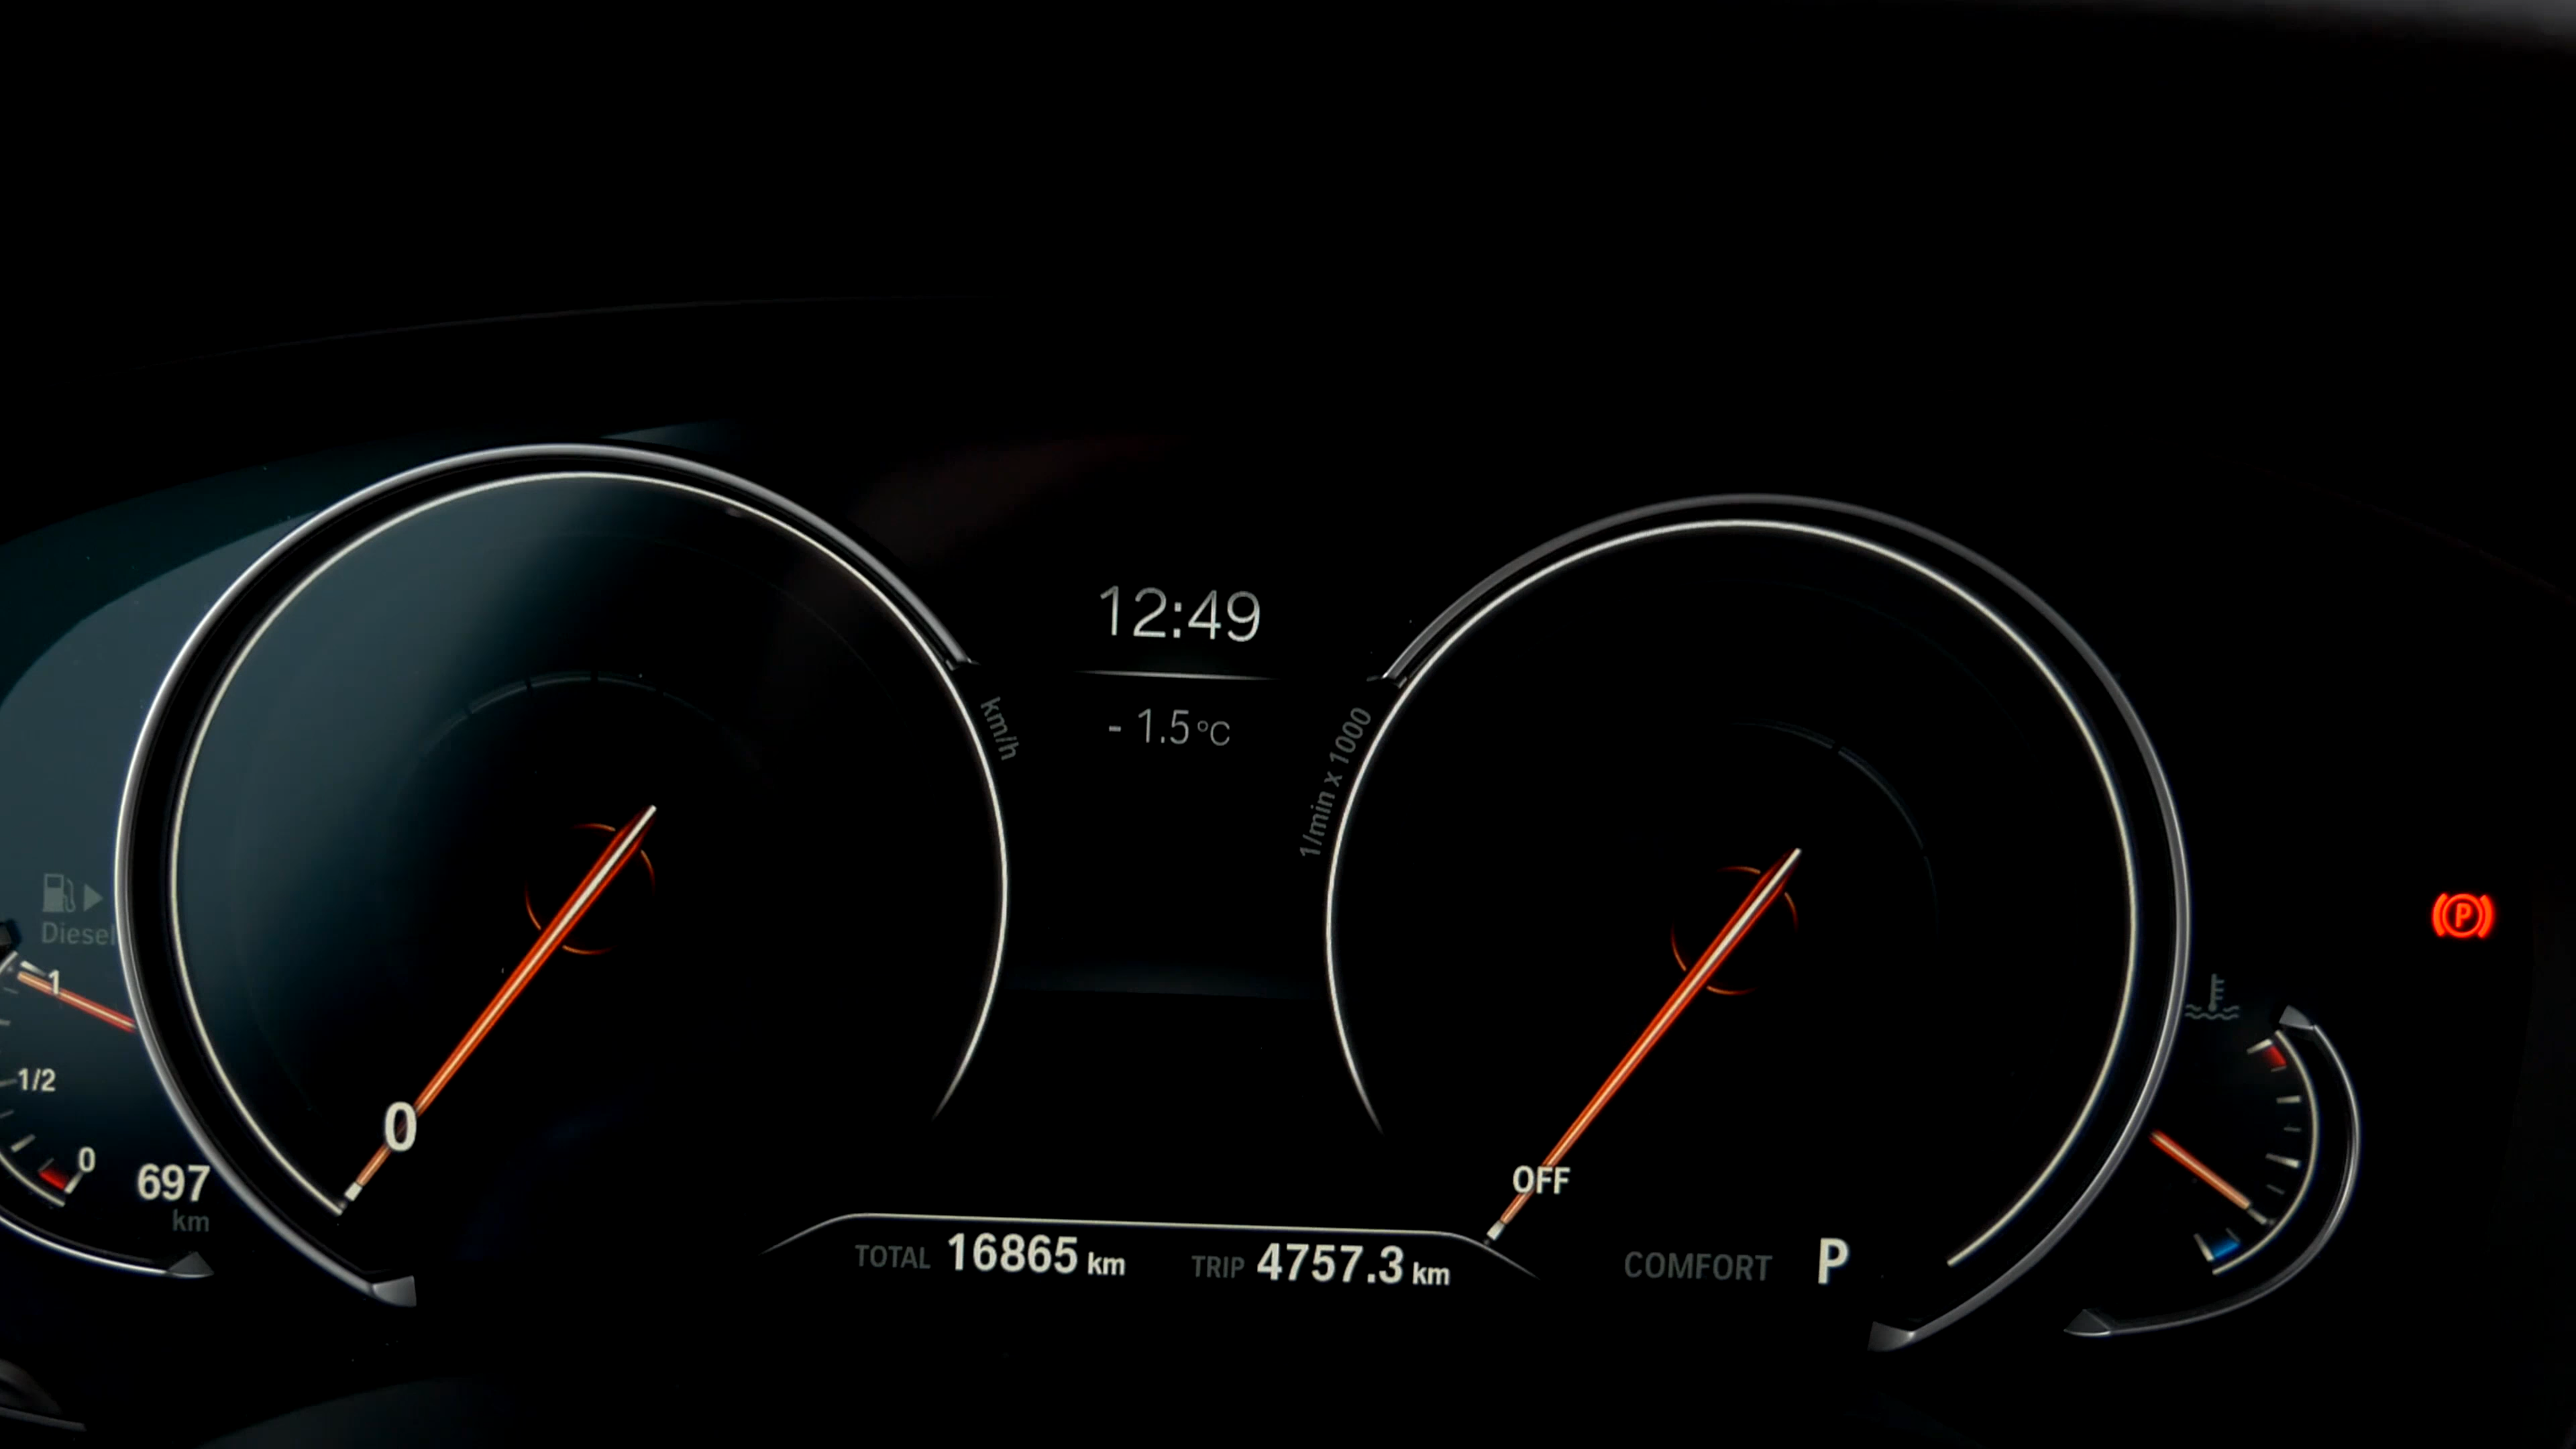 12:49
- 1.5 °C
km/h
1/min x 1000
Diesel
1
1/2
0
697
km
0
OFF
TOTAL 16865 km TRIP 4757.3 km
COMFORT P
P